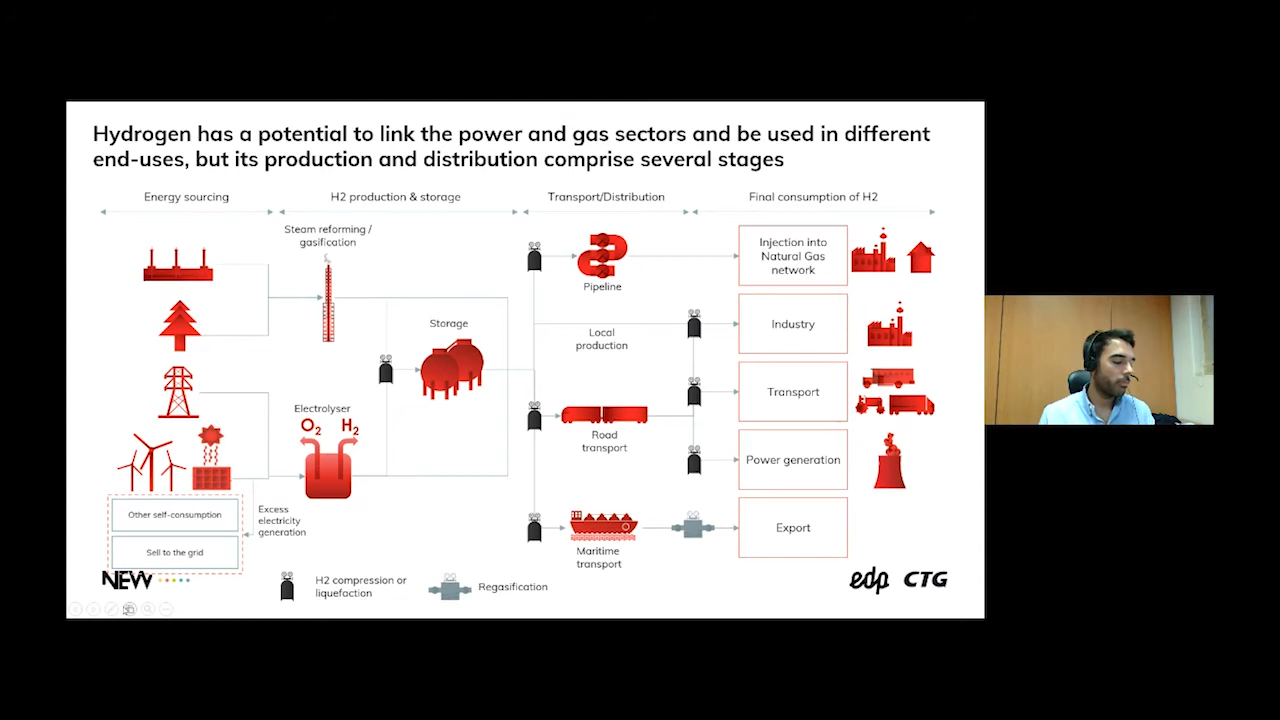 Hydrogen has a potential to link the power and gas sectors and be used in different
end-uses, but its production and distribution comprise several stages
Energy sourcing
H2 production & storage
Transport/Distribution
Final consumption of H2
Steam reforming /
gasification
Storage
Electrolyser
O2 H2
Excess
electricity
generation
Other self-consumption
Sell to the grid
Pipeline
Local
production
Road
transport
Maritime
transport
Injection into
Natural Gas
network
Industry
Transport
Power generation
Export
NEW
H2 compression or
liquefaction
Regasification
edp CTG